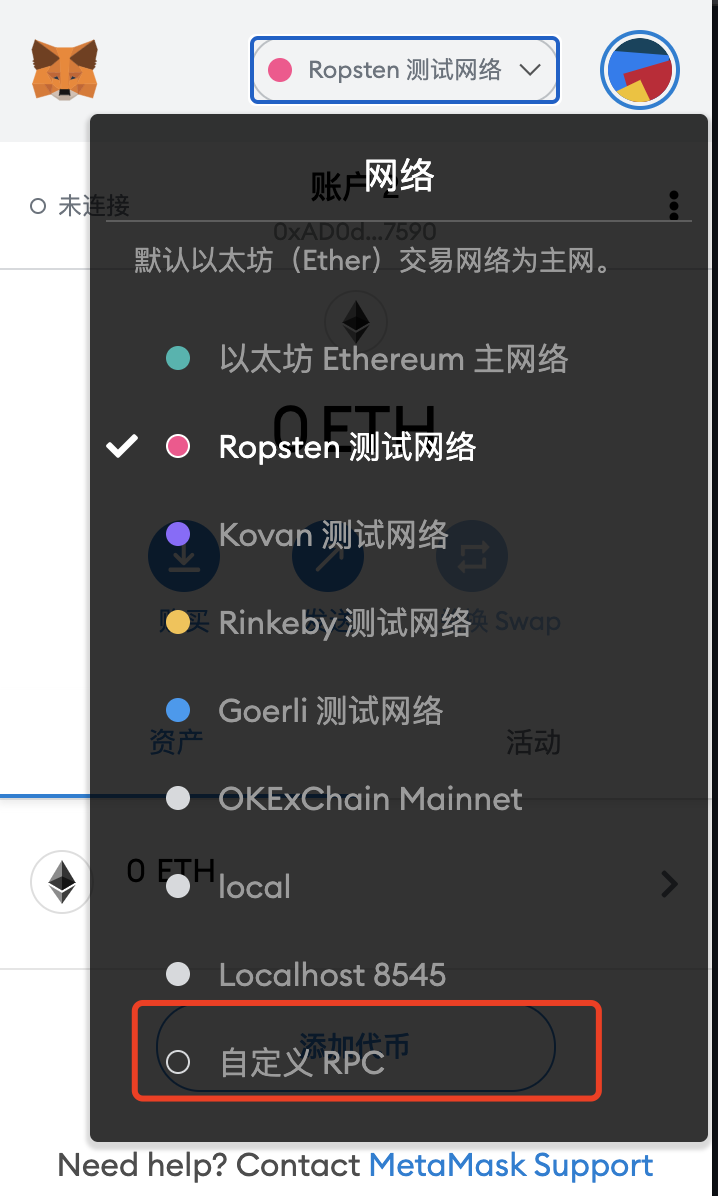 Ropsten 测试网络
网络
账户 2
未连接
0xAD0d...7590
默认以太坊（Ether）交易网络为主网。
以太坊 Ethereum 主网络
0 ETH
Ropsten 测试网络
Kovan 测试网络
购买
发送
Swap
Rinkeby 测试网络
Goerli 测试网络
资产
活动
OKExChain Mainnet
0 ETH
local
Localhost 8545
添加代币
自定义 RPC
Need help? Contact MetaMask Support